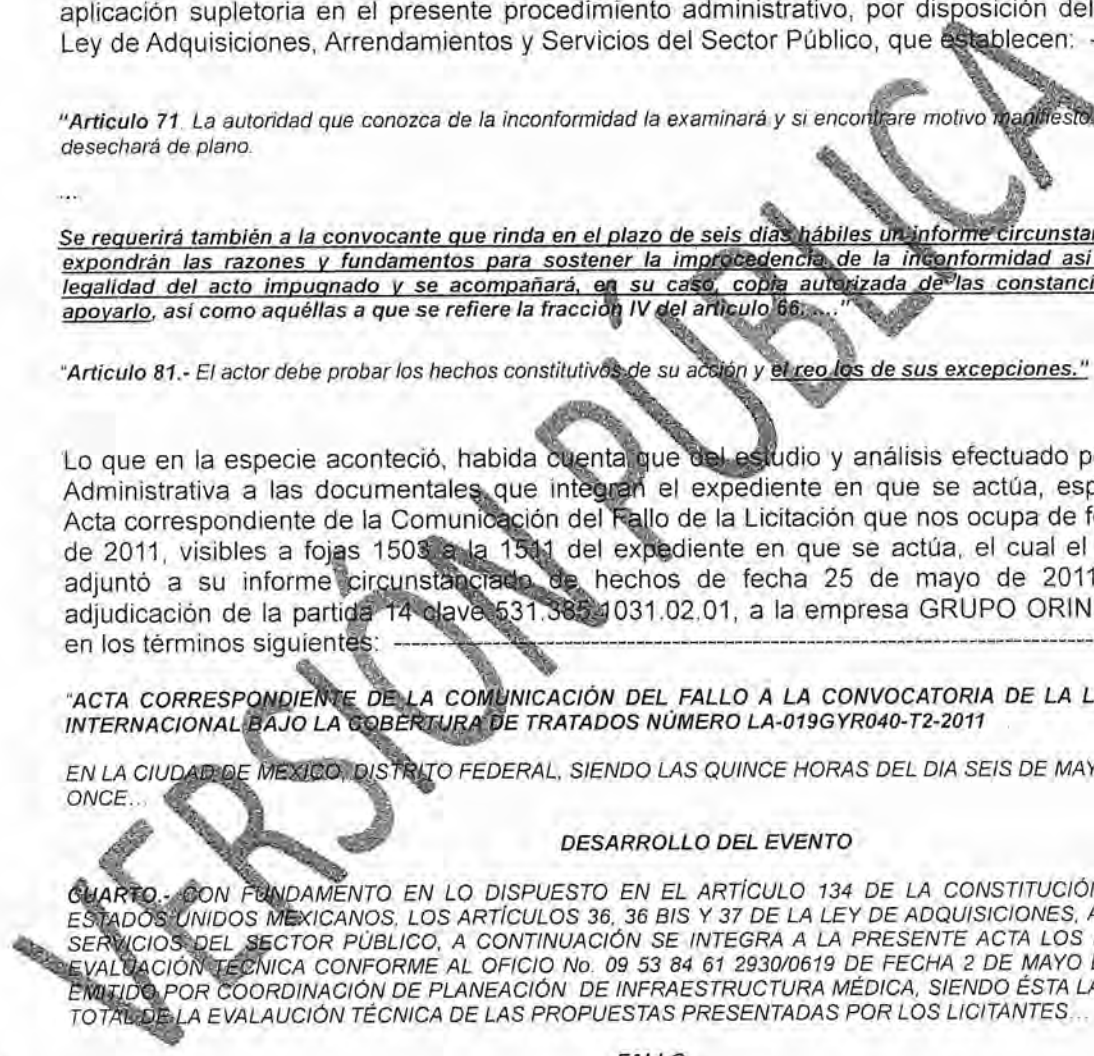 aplicación supletoria en el presente procedimiento administrativo, por disposición del
Ley de Adquisiciones, Arrendamientos y Servicios del Sector Público, que establecen: -
"Articulo 71. La autoridad que conozca de la inconformidad la examinará y si encontrare motivo manifiesto
desechará de plano.
...
Se requerirá también a la convocante que rinda en el plazo de seis días hábiles un informe circunstan
expondrán las razones y fundamentos para sostener la improcedencia de la inconformidad así
legalidad del acto impugnado y se acompañará, en su caso, copia autorizada de las constanci
apoyarlo, así como aquéllas a que se refiere la fracción IV del articulo 66. ...."
"Articulo 81.- El actor debe probar los hechos constitutivos de su acción y el reo los de sus excepciones."
Lo que en la especie aconteció, habida cuenta que del estudio y análisis efectuado p
Administrativa a las documentales que integran el expediente en que se actúa, esp
Acta correspondiente de la Comunicación del Fallo de la Licitación que nos ocupa de f
de 2011, visibles a fojas 1503 a la 1511 del expediente en que se actúa, el cual el
adjuntó a su informe circunstanciado de hechos de fecha 25 de mayo de 2011
adjudicación de la partida 14 clave 531.385.1031.02.01, a la empresa GRUPO ORIN
en los términos siguientes: ---
"ACTA CORRESPONDIENTE DE LA COMUNICACIÓN DEL FALLO A LA CONVOCATORIA DE LA L
INTERNACIONAL BAJO LA COBERTURA DE TRATADOS NÚMERO LA-019GYR040-T2-2011
EN LA CIUDAD DE MEXICO, DISTRITO FEDERAL, SIENDO LAS QUINCE HORAS DEL DIA SEIS DE MAY
ONCE...
DESARROLLO DEL EVENTO
CUARTO.- CON FUNDAMENTO EN LO DISPUESTO EN EL ARTÍCULO 134 DE LA CONSTITUCIÓN
ESTADOS UNIDOS MEXICANOS, LOS ARTÍCULOS 36, 36 BIS Y 37 DE LA LEY DE ADQUISICIONES, A
SERVICIOS DEL SECTOR PÚBLICO, A CONTINUACIÓN SE INTEGRA A LA PRESENTE ACTA LOS
EVALUACIÓN TÉCNICA CONFORME AL OFICIO No. 09 53 84 61 2930/0619 DE FECHA 2 DE MAYO
EMITIDO POR COORDINACIÓN DE PLANEACIÓN DE INFRAESTRUCTURA MÉDICA, SIENDO ÉSTA LA
TOTAL DE LA EVALAUCIÓN TÉCNICA DE LAS PROPUESTAS PRESENTADAS POR LOS LICITANTES...
VERSIÓN PÚBLICA